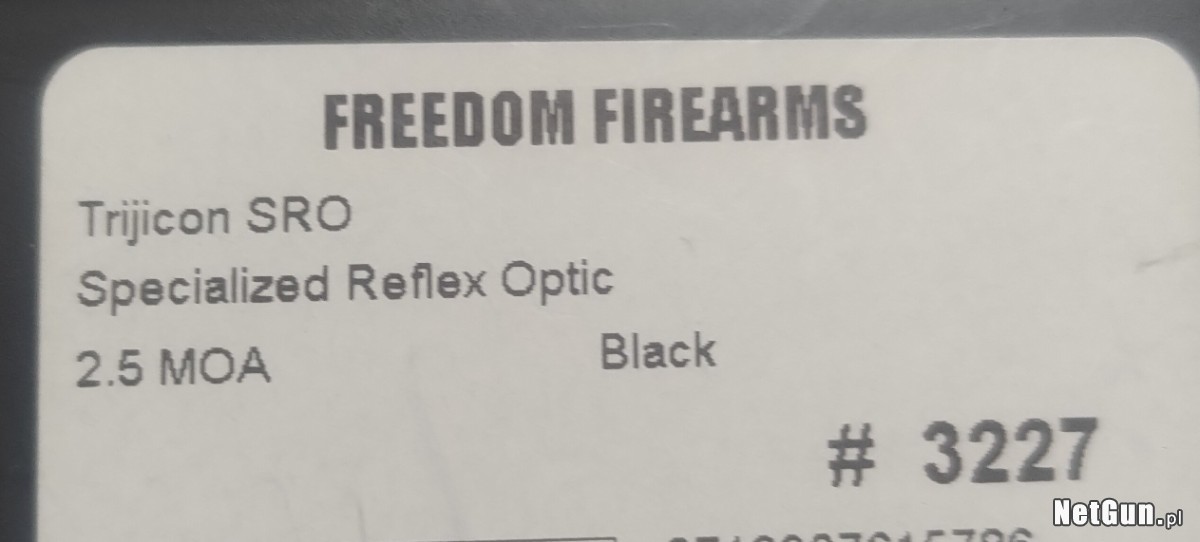 FREEDOM FIREARMS
Trijicon SRO
Specialized Reflex Optic
2.5 MOA Black
# 3227
NetGun.pl